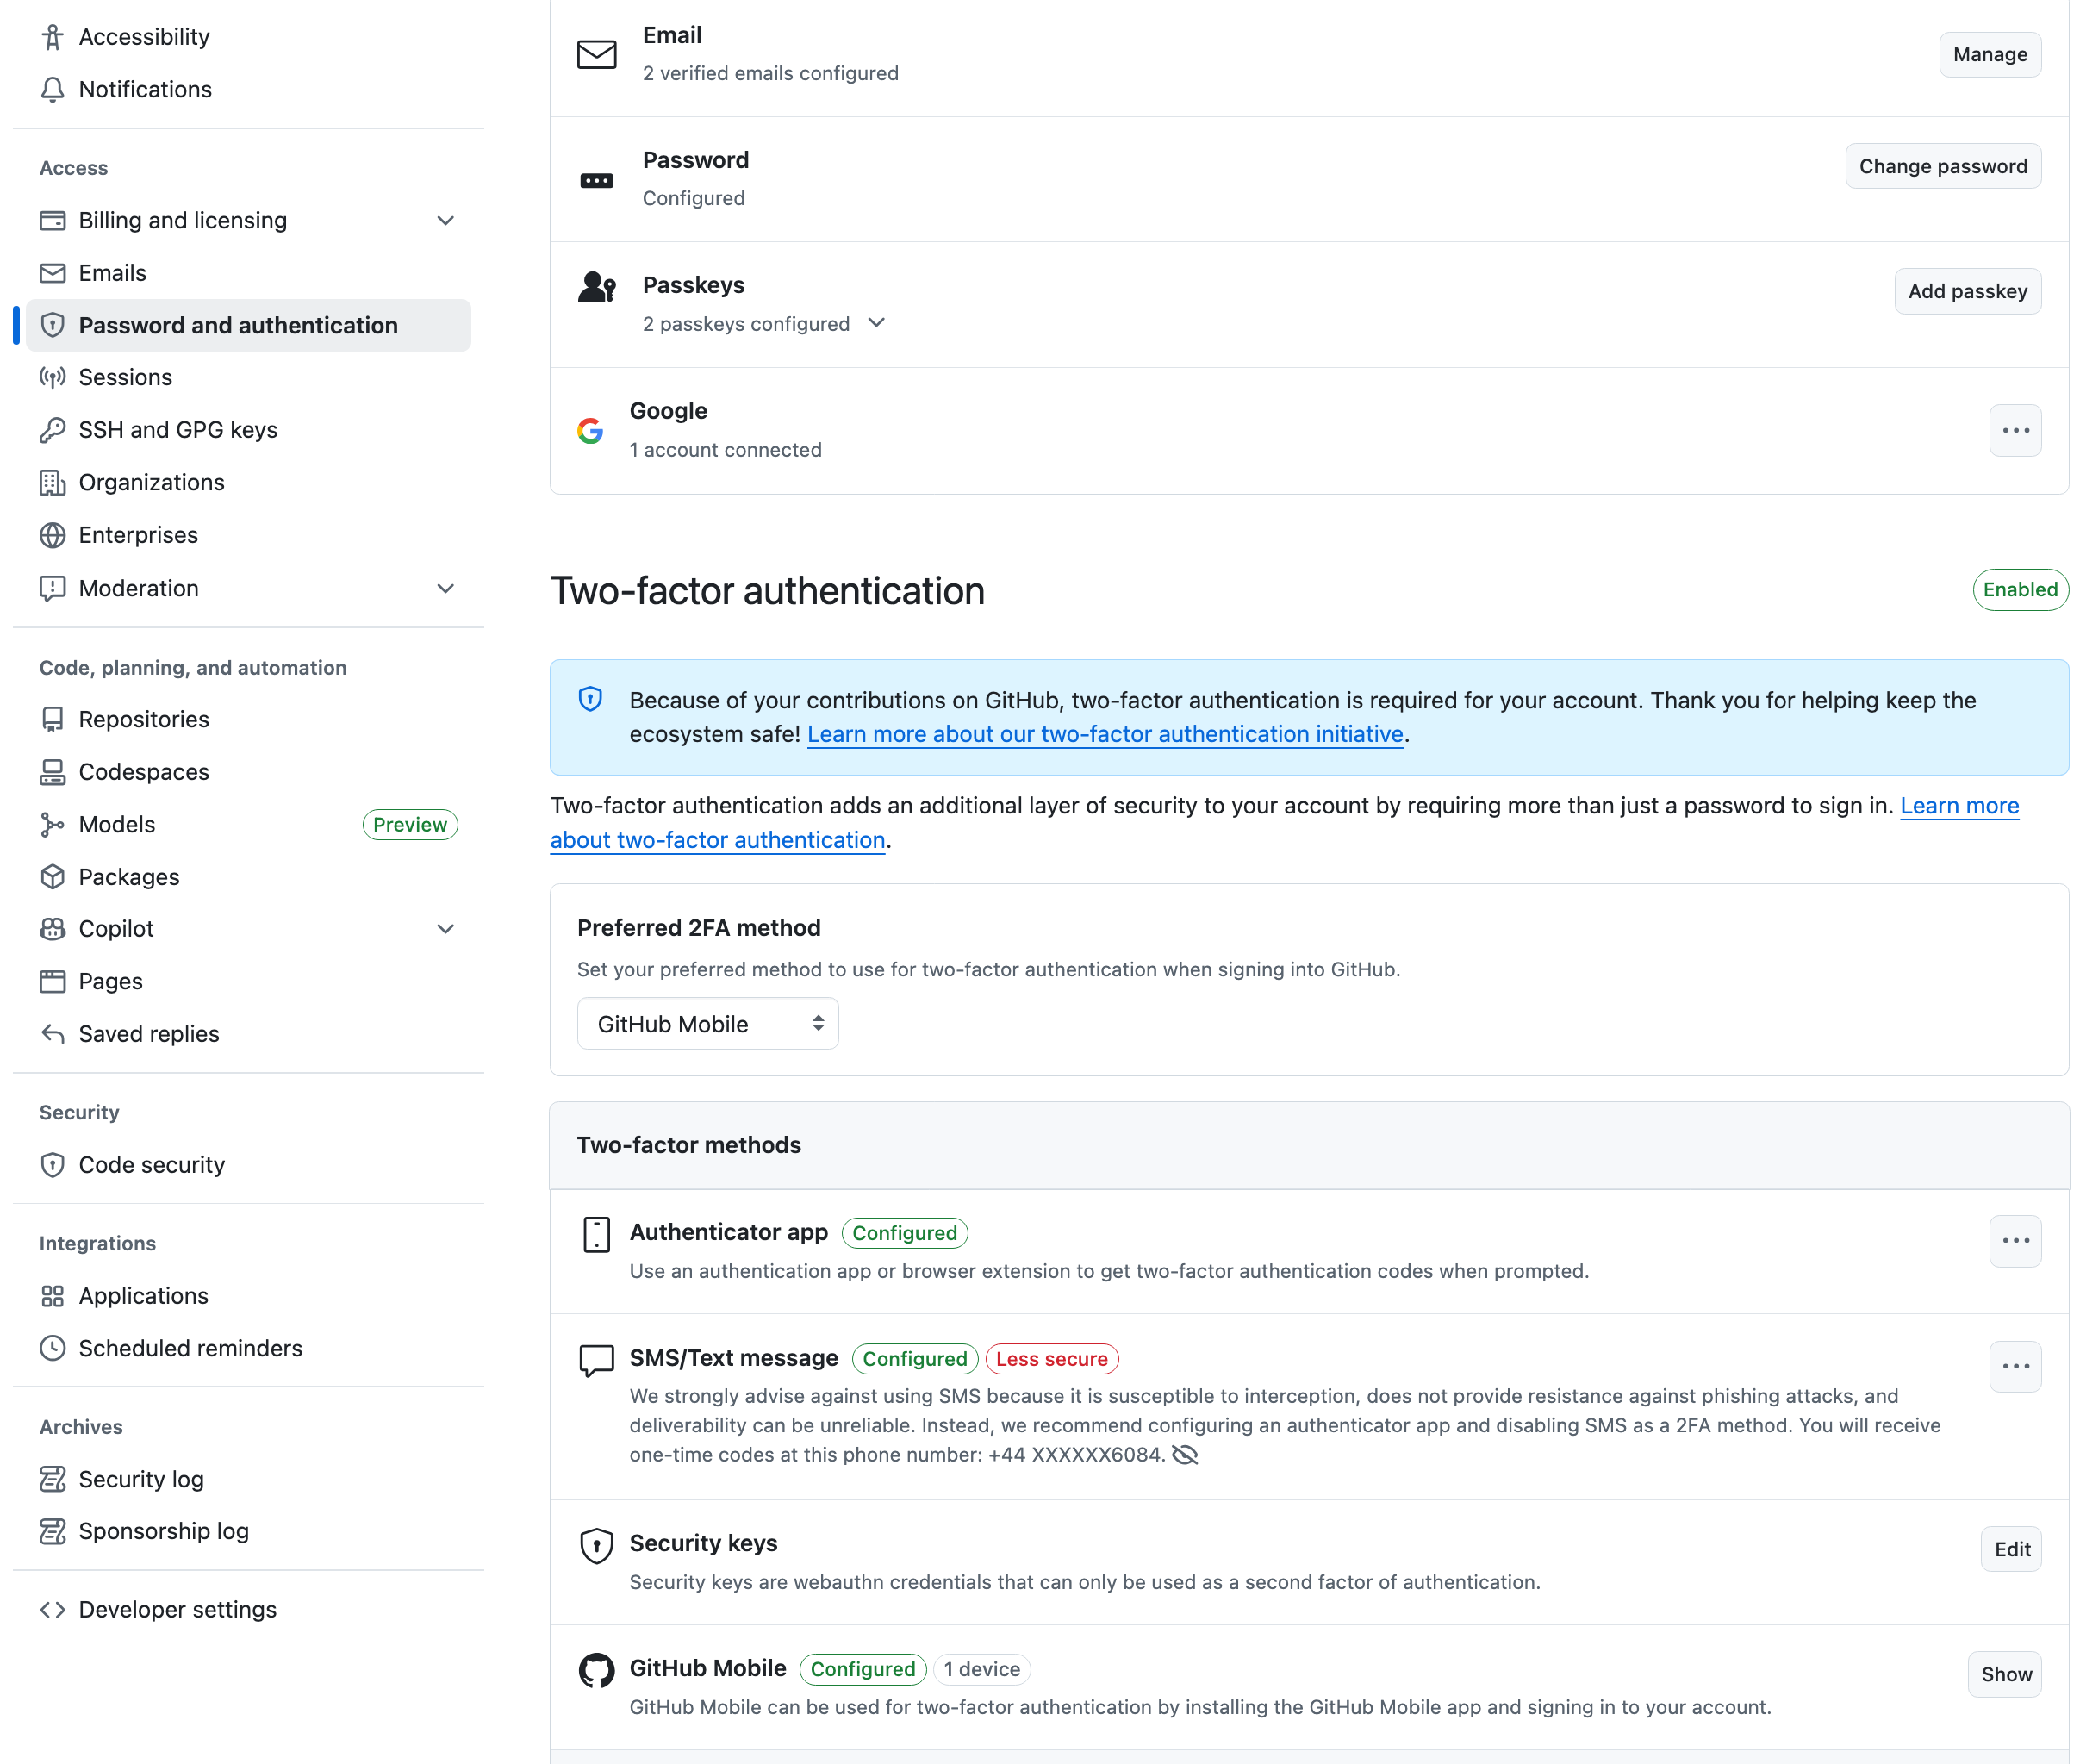 Accessibility
Notifications
Access
Billing and licensing
Emails
Password and authentication
Sessions
SSH and GPG keys
Organizations
Enterprises
Moderation
Code, planning, and automation
Repositories
Codespaces
Models Preview
Packages
Copilot
Pages
Saved replies
Security
Code security
Integrations
Applications
Scheduled reminders
Archives
Security log
Sponsorship log
Developer settings
Email
2 verified emails configured
Manage
Password
Configured
Change password
Passkeys
2 passkeys configured
Add passkey
Google
1 account connected
Two-factor authentication
Enabled
Because of your contributions on GitHub, two-factor authentication is required for your account. Thank you for helping keep the
ecosystem safe! Learn more about our two-factor authentication initiative.
Two-factor authentication adds an additional layer of security to your account by requiring more than just a password to sign in. Learn more
about two-factor authentication.
Preferred 2FA method
Set your preferred method to use for two-factor authentication when signing into GitHub.
GitHub Mobile
Two-factor methods
Authenticator app Configured
Use an authentication app or browser extension to get two-factor authentication codes when prompted.
SMS/Text message Configured Less secure
We strongly advise against using SMS because it is susceptible to interception, does not provide resistance against phishing attacks, and
deliverability can be unreliable. Instead, we recommend configuring an authenticator app and disabling SMS as a 2FA method. You will receive
one-time codes at this phone number: +44 XXXXXX6084.
Security keys
Security keys are webauthn credentials that can only be used as a second factor of authentication.
Edit
GitHub Mobile Configured 1 device
GitHub Mobile can be used for two-factor authentication by installing the GitHub Mobile app and signing in to your account.
Show